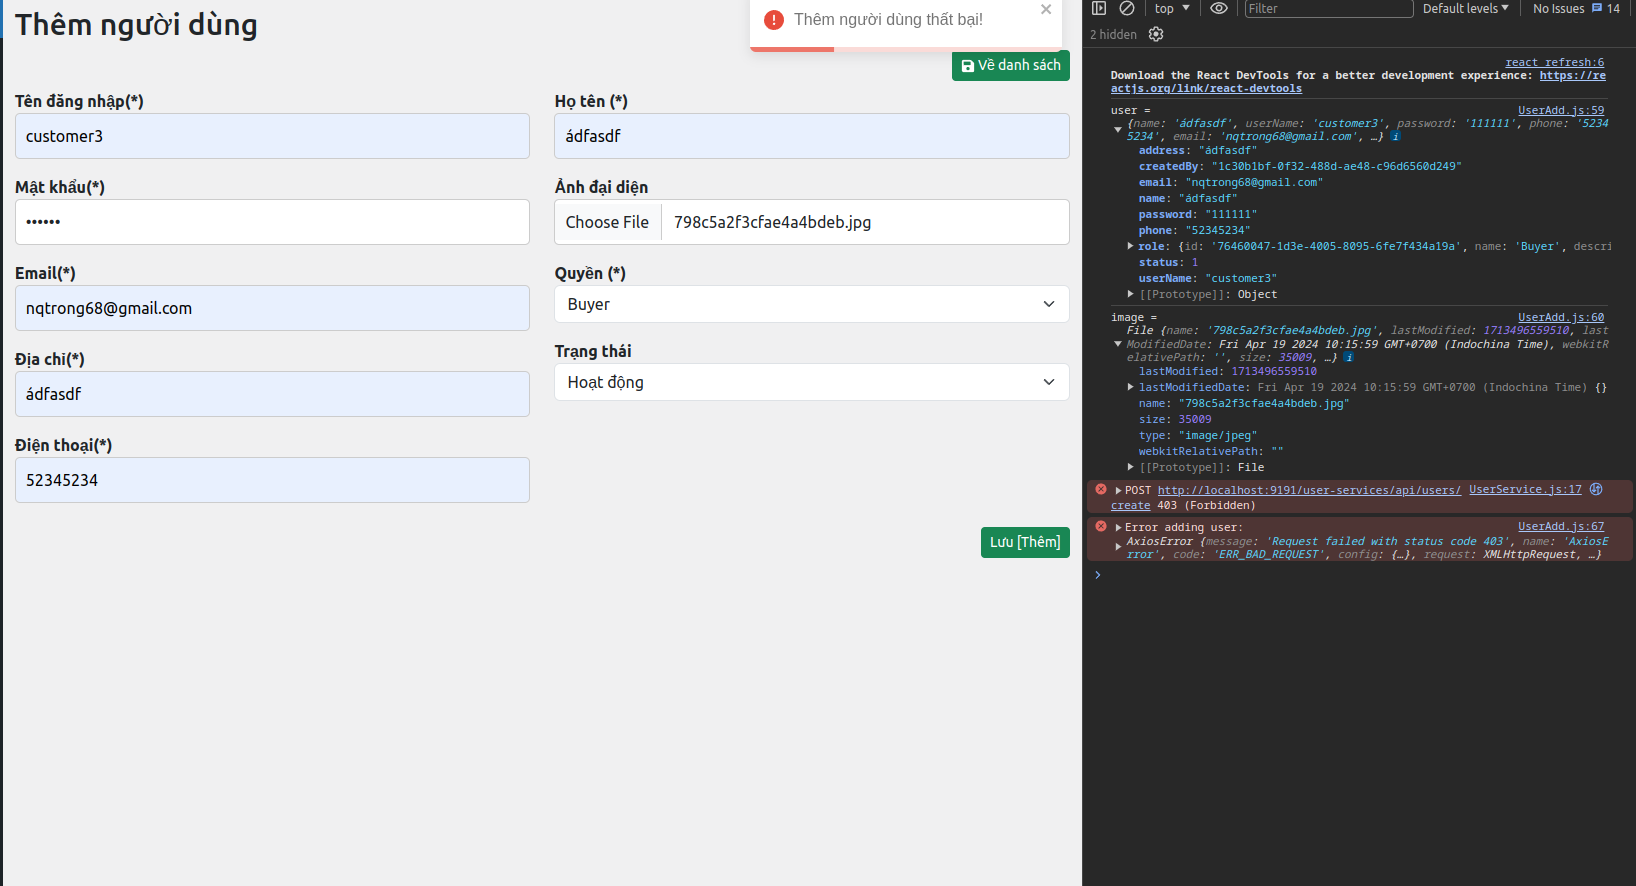 Thêm người dùng
Thêm người dùng thất bại!
Về danh sách
Tên đăng nhập(*)
customer3
Họ tên (*)
ádfasdf
Mật khẩu(*)
••••••
Ảnh đại diện
Choose File 798c5a2f3cfae4a4bdeb.jpg
Email(*)
nqtrong68@gmail.com
Quyền (*)
Buyer
Địa chỉ(*)
ádfasdf
Trạng thái
Hoạt động
Điện thoại(*)
52345234
Lưu [Thêm]
top Filter Default levels No Issues 14
2 hidden
react refresh:6
Download the React DevTools for a better development experience: https://re
actjs.org/link/react-devtools
user = UserAdd.js:59
{name: 'ádfasdf', userName: 'customer3', password: '111111', phone: '5234
5234', email: 'nqtrong68@gmail.com', …}
address: "ádfasdf"
createdBy: "1c30b1bf-0f32-488d-ae48-c96d6560d249"
email: "nqtrong68@gmail.com"
name: "ádfasdf"
password: "111111"
phone: "52345234"
role: {id: '76460047-1d3e-4005-8095-6fe7f434a19a', name: 'Buyer', descri
status: 1
userName: "customer3"
[[Prototype]]: Object
image = UserAdd.js:60
File {name: '798c5a2f3cfae4a4bdeb.jpg', lastModified: 1713496559510, last
ModifiedDate: Fri Apr 19 2024 10:15:59 GMT+0700 (Indochina Time), webkitR
elativePath: '', size: 35009, …}
lastModified: 1713496559510
lastModifiedDate: Fri Apr 19 2024 10:15:59 GMT+0700 (Indochina Time) {}
name: "798c5a2f3cfae4a4bdeb.jpg"
size: 35009
type: "image/jpeg"
webkitRelativePath: ""
[[Prototype]]: File
POST http://localhost:9191/user-services/api/users/ UserService.js:17
create 403 (Forbidden)
Error adding user: UserAdd.js:67
AxiosError {message: 'Request failed with status code 403', name: 'AxiosE
rror', code: 'ERR_BAD_REQUEST', config: {…}, request: XMLHttpRequest, …}